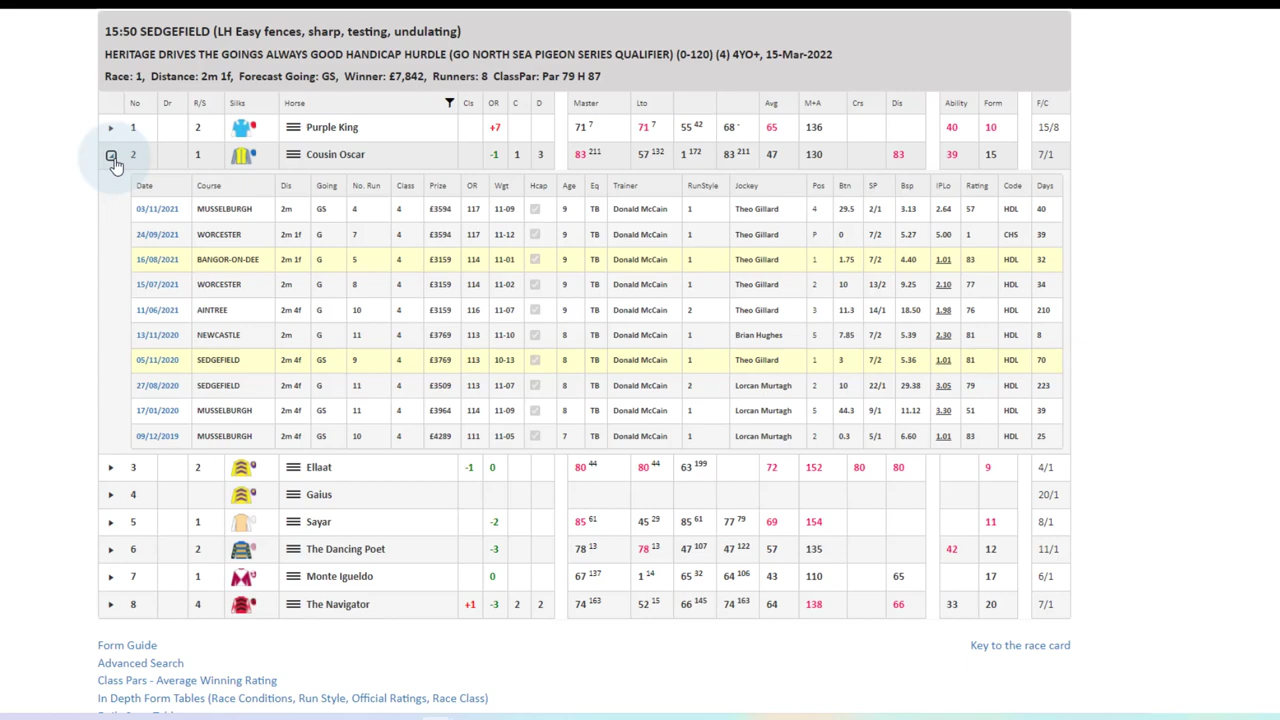 15:50 SEDGEFIELD (LH Easy fences, sharp, testing, undulating)
HERITAGE DRIVES THE GOINGS ALWAYS GOOD HANDICAP HURDLE (GO NORTH SEA PIGEON SERIES QUALIFIER) (0-120) (4) 4YO+, 15-Mar-2022
Race: 1, Distance: 2m 1f, Forecast Going: GS, Winner: £7,842, Runners: 8 ClassPar: Par 79 H 87
No Dr R/S Silks Horse Cls OR C D Master Lto Avg M+A Crs Dis Ability Form F/C
1 2 Purple King +7 71 7 71 7 55 42 68 - 65 136 40 10 15/8
2 1 Cousin Oscar -1 1 3 83 211 57 132 1 172 83 211 47 130 83 39 15 7/1
Date Course Dis Going No. Run Class Prize OR Wgt Hcap Age Eq Trainer RunStyle Jockey Pos Btn SP Bsp IPLo Rating Code Days
03/11/2021 MUSSELBURGH 2m GS 4 4 £3594 117 11-09 9 TB Donald McCain 1 Theo Gillard 4 29.5 2/1 3.13 2.64 57 HDL 40
24/09/2021 WORCESTER 2m 1f G 7 4 £3594 117 11-12 9 TB Donald McCain 1 Theo Gillard P 0 7/2 5.27 5.00 1 CHS 39
16/08/2021 BANGOR-ON-DEE 2m 1f G 5 4 £3159 114 11-01 9 TB Donald McCain 1 Theo Gillard 1 1.75 7/2 4.40 1.01 83 HDL 32
15/07/2021 WORCESTER 2m G 8 4 £3159 114 11-02 9 TB Donald McCain 1 Theo Gillard 2 10 13/2 9.25 2.10 77 HDL 34
11/06/2021 AINTREE 2m G 10 4 £3159 116 11-07 9 TB Donald McCain 2 Theo Gillard 3 11.3 14/1 18.50 1.98 76 HDL 210
13/11/2020 NEWCASTLE 2m G 11 4 £3769 113 11-10 8 TB Donald McCain 1 Brian Hughes 5 7.85 7/2 5.39 2.30 81 HDL 8
05/11/2020 SEDGEFIELD 2m 4f GS 9 4 £3769 113 10-13 8 TB Donald McCain 1 Theo Gillard 1 3 7/2 5.36 1.01 81 HDL 70
27/08/2020 SEDGEFIELD 2m 4f G 11 4 £3509 113 11-07 8 TB Donald McCain 2 Lorcan Murtagh 2 10 22/1 29.38 3.05 79 HDL 223
17/01/2020 MUSSELBURGH 2m 4f GS 11 4 £3964 114 11-09 8 TB Donald McCain 1 Lorcan Murtagh 5 44.3 9/1 11.12 3.30 51 HDL 39
09/12/2019 MUSSELBURGH 2m 4f GS 10 4 £4289 111 11-05 7 TB Donald McCain 1 Lorcan Murtagh 2 0.3 5/1 6.60 1.01 83 HDL 25
3 2 Ellaat -1 0 80 44 80 44 63 199 72 152 80 80 9 4/1
4 Gaius 20/1
5 1 Sayar -2 85 61 45 29 85 61 77 79 69 154 11 8/1
6 2 The Dancing Poet -3 78 13 78 13 47 107 47 122 57 135 42 12 11/1
7 1 Monte Igueldo 0 67 137 1 14 65 32 64 106 43 110 65 17 6/1
8 4 The Navigator +1 -3 2 2 74 163 52 15 66 145 74 163 64 138 66 33 20 7/1
Form Guide Key to the race card
Advanced Search
Class Pars - Average Winning Rating
In Depth Form Tables (Race Conditions, Run Style, Official Ratings, Race Class)